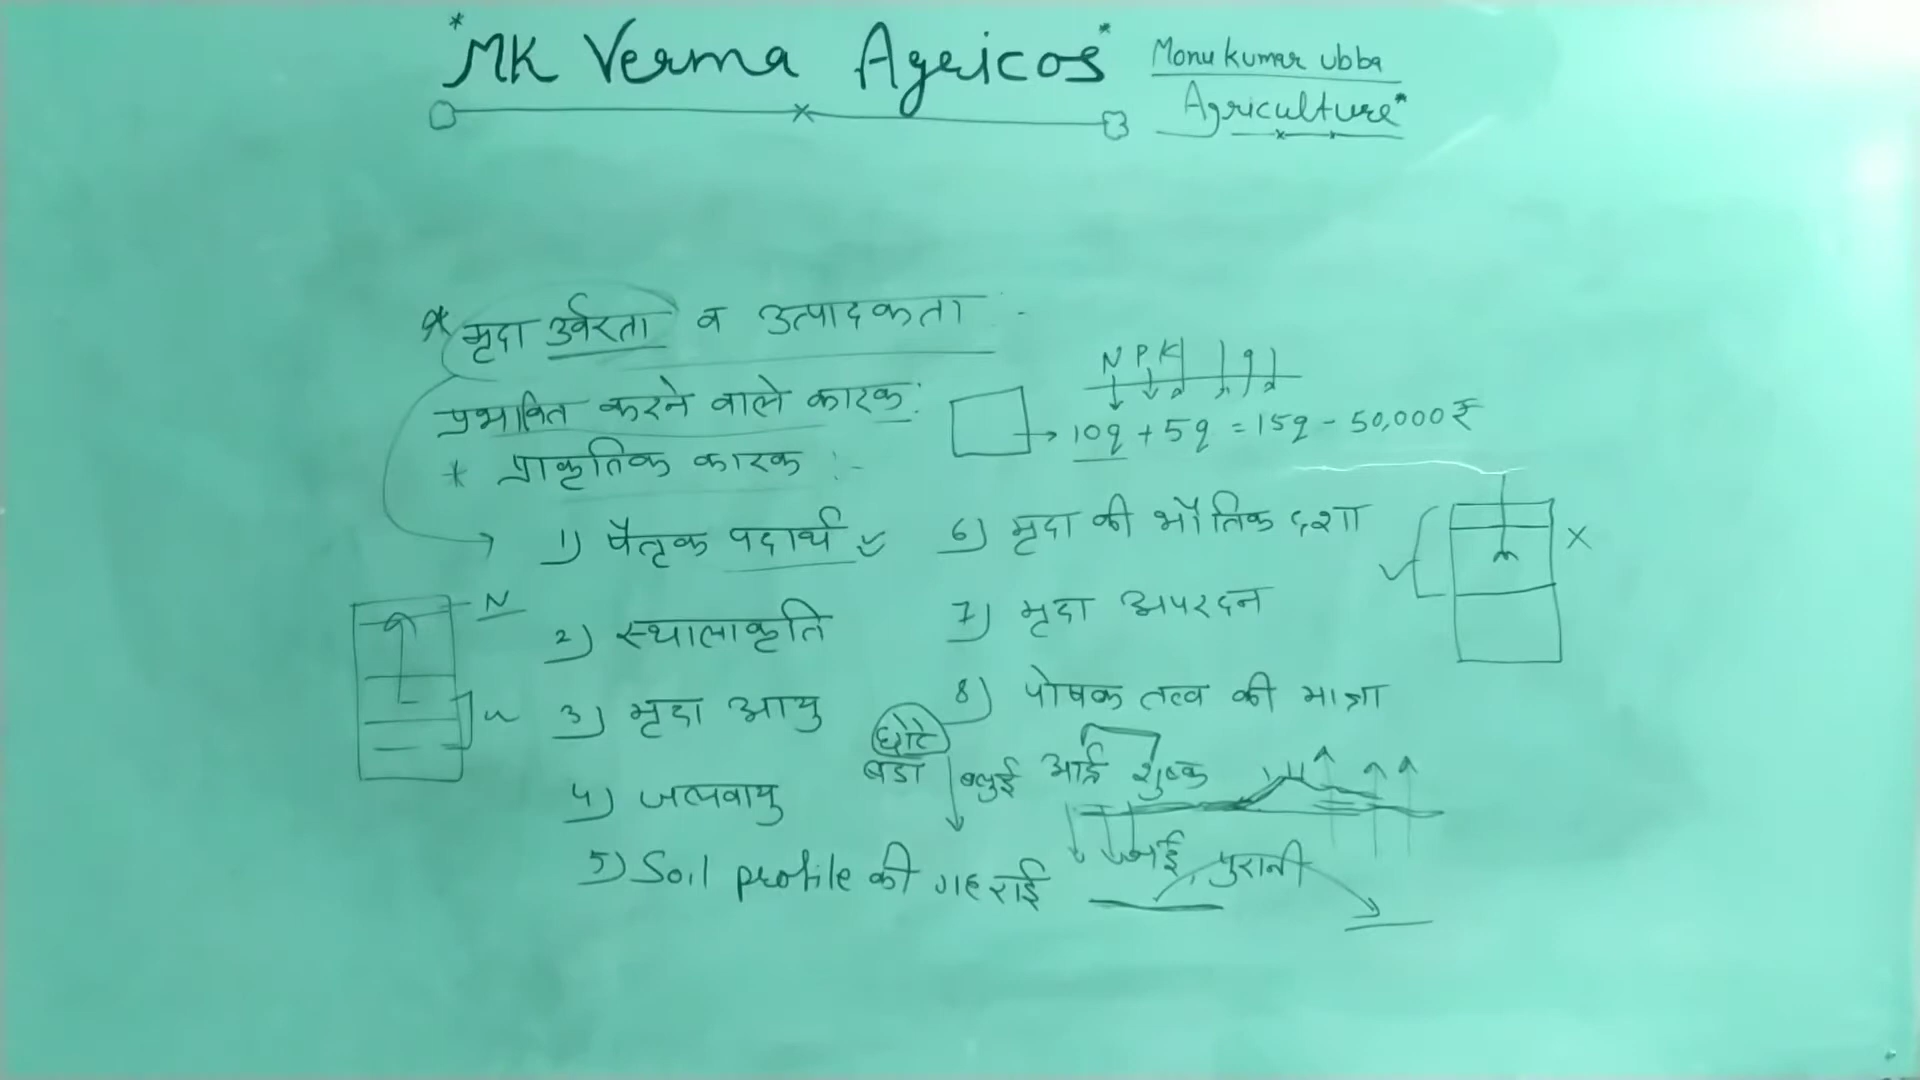 "MK Verma Agricos"
Monu kumar ubba
Agriculture*
* मृदा उर्वरता व उत्पादकता
प्रभावित करने वाले कारक:
* प्राकृतिक कारक :-
N P K
10q + 5q = 15q - 50,000 ₹
1) पैतृक पदार्थ
2) स्थालाकृति
3) मृदा आयु
4) जलवायु
5) Soil profile की गहराई
6) मृदा की भौतिक दशा
7) मृदा अपरदन
8) पोषक तत्व की मात्रा
N
छोटे
बडा
आर्द्र शुष्क
नई, पुरानी